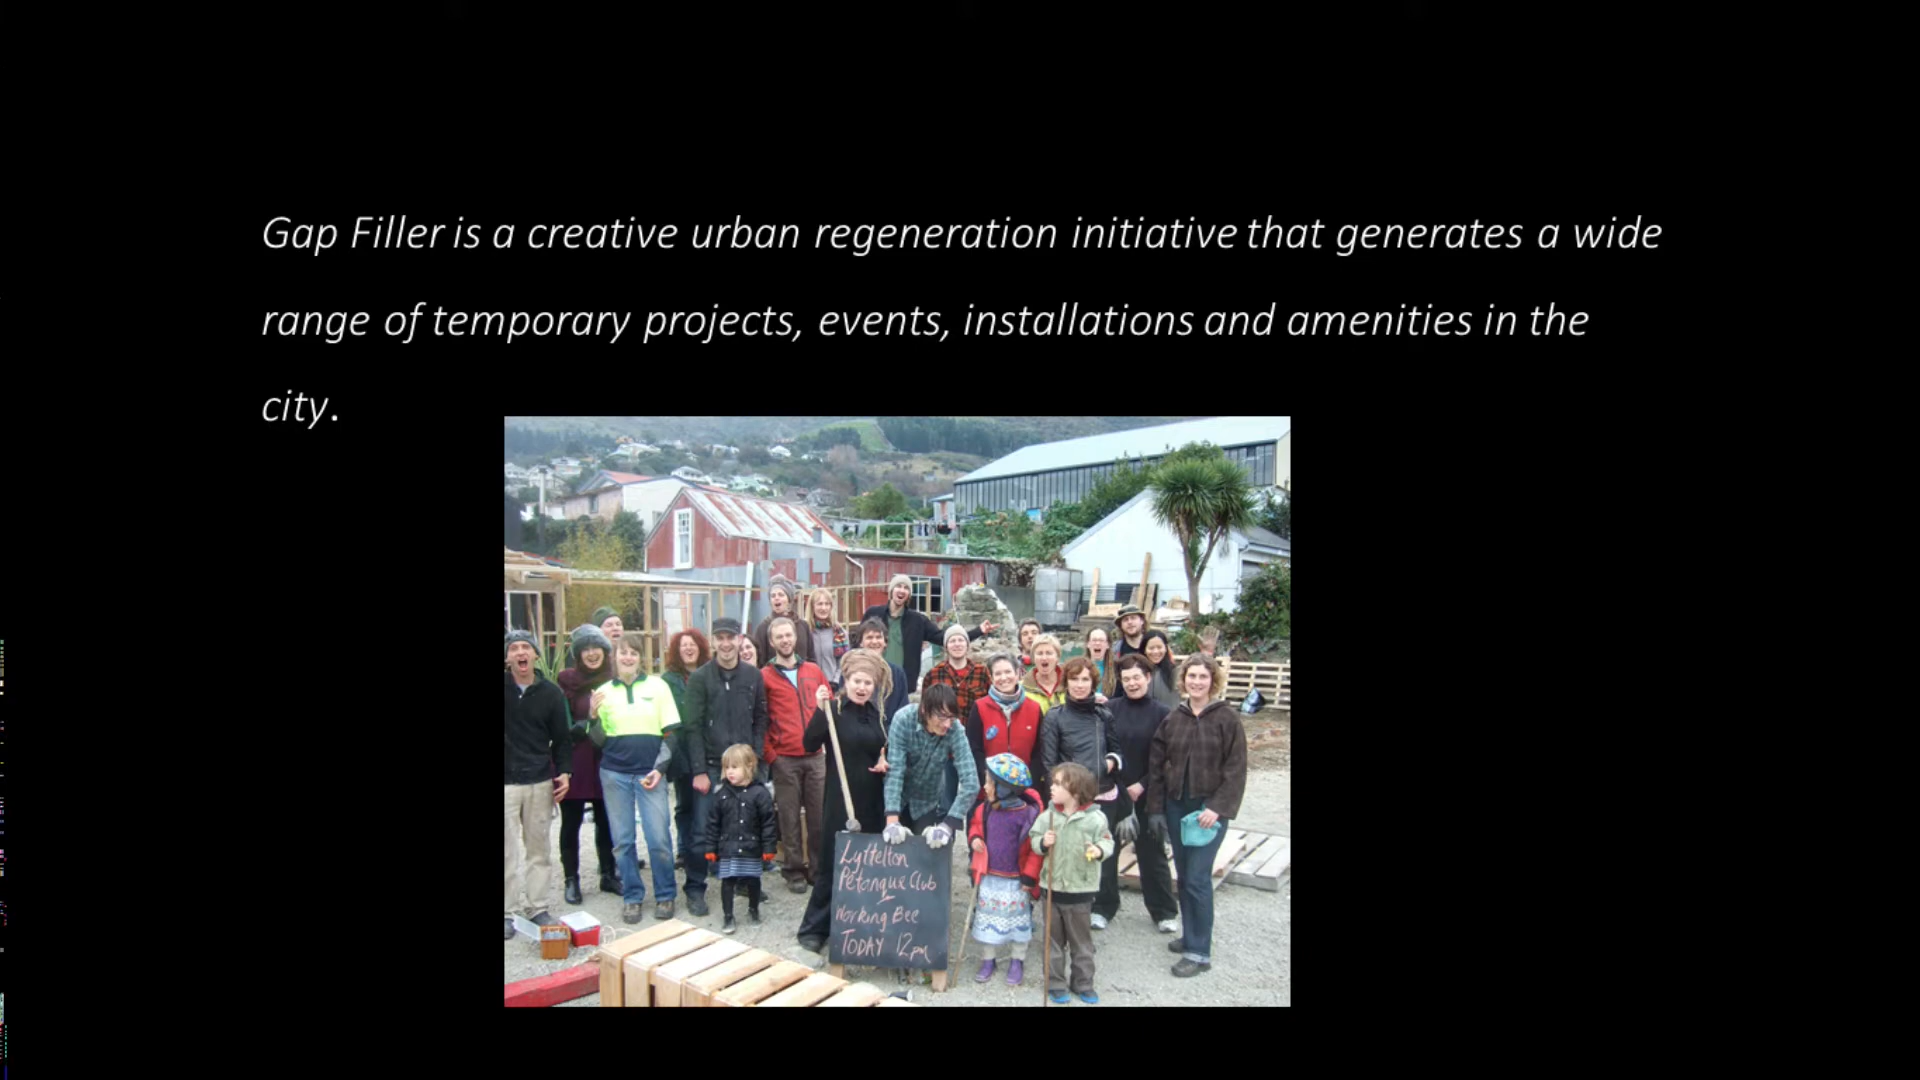 Gap Filler is a creative urban regeneration initiative that generates a wide
range of temporary projects, events, installations and amenities in the
city.
Lyttelton
Pétanque Club
Working Bee
TODAY 12pm